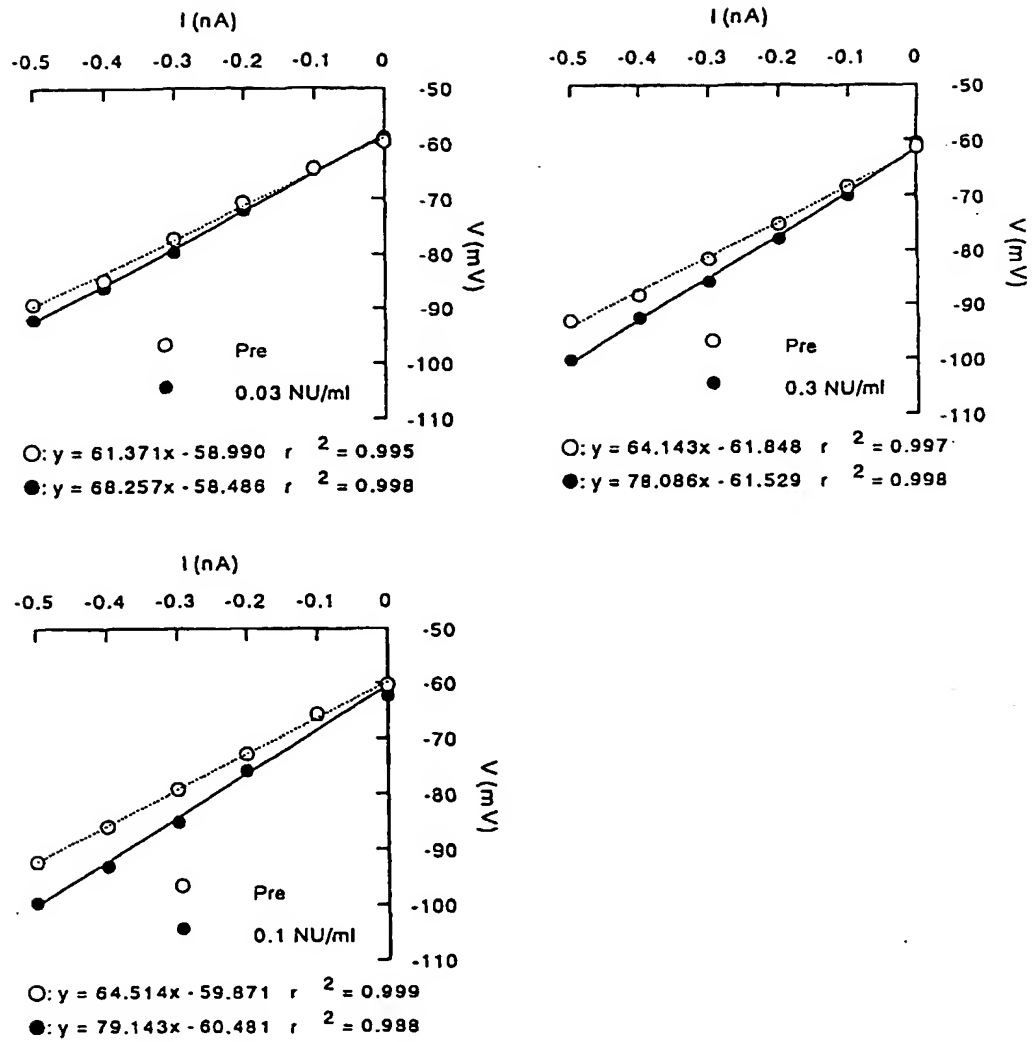 I (nA)
-0.5 -0.4 -0.3 -0.2 -0.1 0
-50
-60
-70
-80
-90
-100
-110
V (mV)
Pre
0.03 NU/ml
O: y = 61.371x - 58.990 r 2 = 0.995
●: y = 68.257x - 58.486 r 2 = 0.998
I (nA)
-0.5 -0.4 -0.3 -0.2 -0.1 0
-50
-60
-70
-80
-90
-100
-110
V (mV)
Pre
0.3 NU/ml
O: y = 64.143x - 61.848 r 2 = 0.997
●: y = 78.086x - 61.529 r 2 = 0.998
I (nA)
-0.5 -0.4 -0.3 -0.2 -0.1 0
-50
-60
-70
-80
-90
-100
-110
V (mV)
Pre
0.1 NU/ml
O: y = 64.514x - 59.871 r 2 = 0.999
●: y = 79.143x - 60.481 r 2 = 0.988